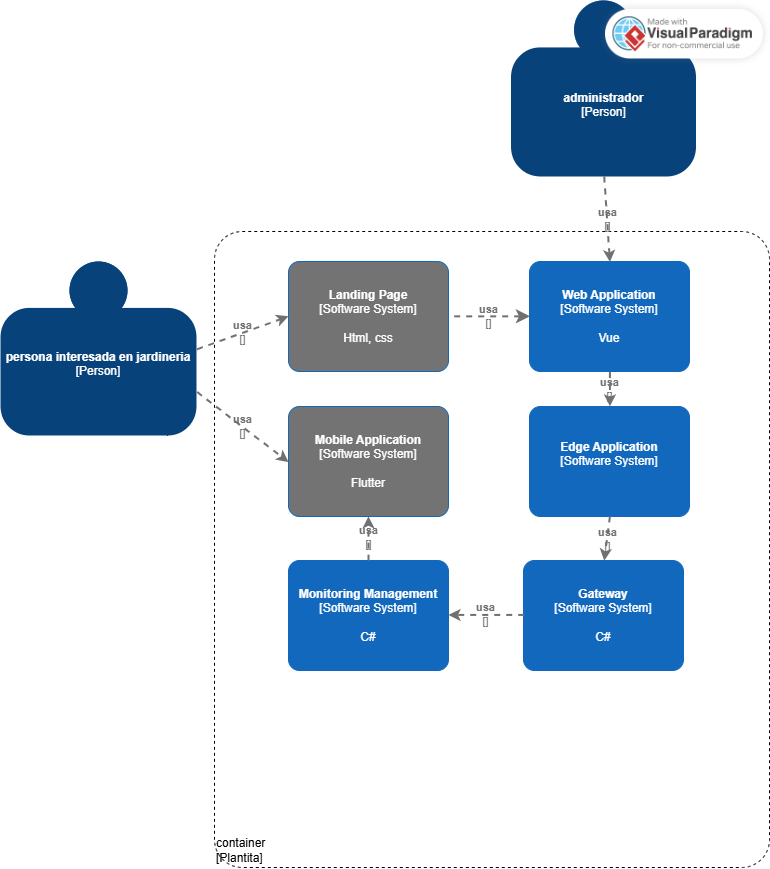 Made with
VisualParadigm
For non-commercial use
administrador
[Person]
usa
[]
persona interesada en jardineria
[Person]
usa
[]
usa
[]
Landing Page
[Software System]
Html, css
usa
[]
Web Application
[Software System]
Vue
usa
[]
Mobile Application
[Software System]
Flutter
Edge Application
[Software System]
usa
[]
usa
[]
Monitoring Management
[Software System]
C#
usa
[]
Gateway
[Software System]
C#
container
[Plantita]